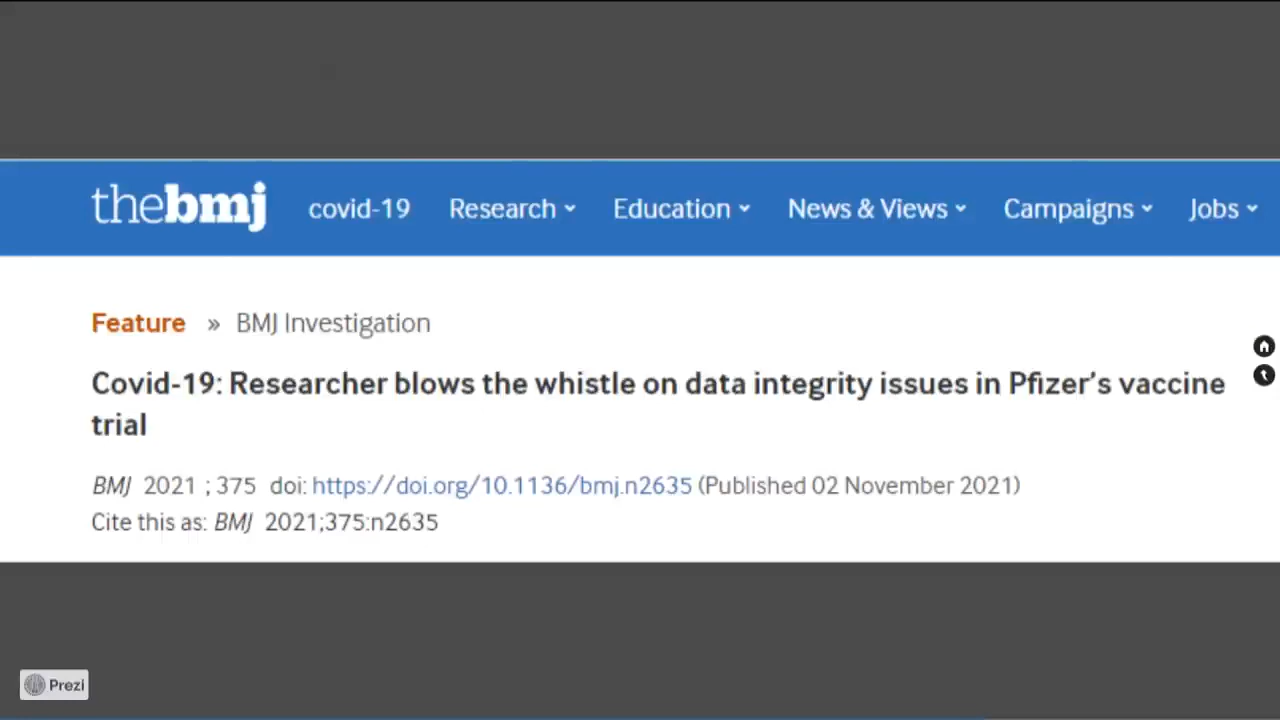 thebmj covid-19 Research Education News & Views Campaigns Jobs
Feature » BMJ Investigation
Covid-19: Researcher blows the whistle on data integrity issues in Pfizer's vaccine
trial
BMJ 2021 ; 375 doi: https://doi.org/10.1136/bmj.n2635 (Published 02 November 2021)
Cite this as: BMJ 2021;375:n2635
Prezi